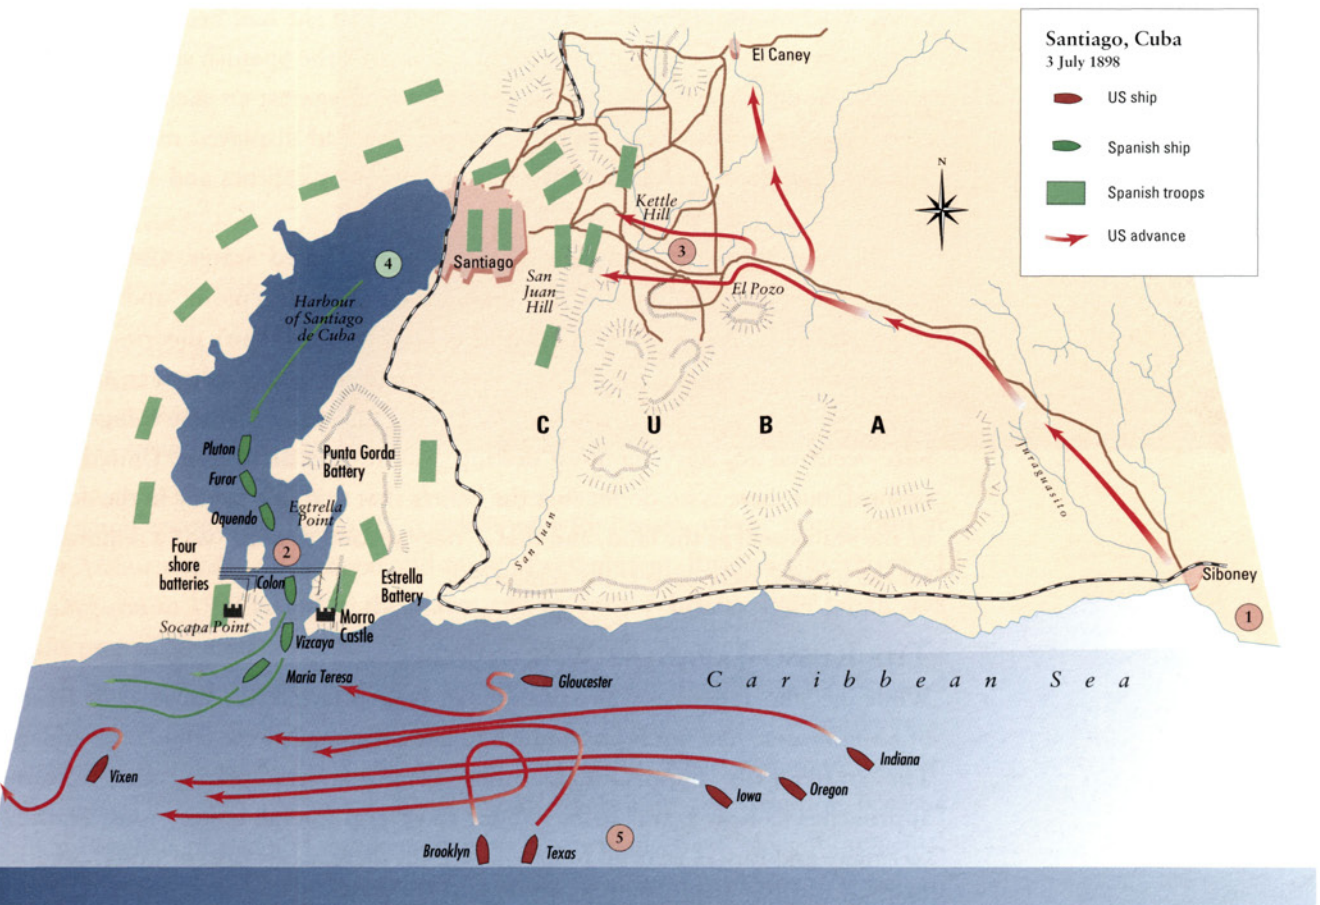 Santiago, Cuba
3 July 1898
US ship
Spanish ship
Spanish troops
US advance
N
El Caney
Kettle
Hill
3
4
Santiago
San
Juan
Hill
El Pozo
Harbour
of Santiago
de Cuba
C U B A
Pluton
Furor
Oquendo
Punta Gorda
Battery
Egtrella
Point
Jutaguasito
San Juan
2
Four
shore
batteries
Colon
Estrella
Battery
Siboney
1
Socapa Point
Morro
Castle
Vizcaya
Maria Teresa
Gloucester
Caribbean Sea
Vixen
Indiana
Oregon
Iowa
Brooklyn
Texas
5